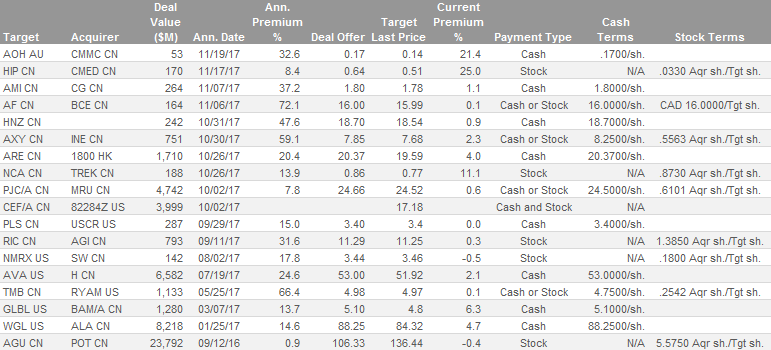 Target Acquirer Deal Value ($M) Ann. Date Ann. Premium % Deal Offer Target Last Price Current Premium % Payment Type Cash Terms Stock Terms
AOH AU CMMC CN 53 11/19/17 32.6 0.17 0.14 21.4 Cash .1700/sh.
HIP CN CMED CN 170 11/17/17 8.4 0.64 0.51 25.0 Stock N/A .0330 Aqr sh./Tgt sh.
AMI CN CG CN 264 11/07/17 37.2 1.80 1.78 1.1 Cash 1.8000/sh.
AF CN BCE CN 164 11/06/17 72.1 16.00 15.99 0.1 Cash or Stock 16.0000/sh. CAD 16.0000/Tgt sh.
HNZ CN 242 10/31/17 47.6 18.70 18.54 0.9 Cash 18.7000/sh.
AXY CN INE CN 751 10/30/17 59.1 7.85 7.68 2.3 Cash or Stock 8.2500/sh. .5563 Aqr sh./Tgt sh.
ARE CN 1800 HK 1,710 10/26/17 20.4 20.37 19.59 4.0 Cash 20.3700/sh.
NCA CN TREK CN 188 10/26/17 13.9 0.86 0.77 11.1 Stock N/A .8730 Aqr sh./Tgt sh.
PJC/A CN MRU CN 4,742 10/02/17 7.8 24.66 24.52 0.6 Cash or Stock 24.5000/sh. .6101 Aqr sh./Tgt sh.
CEF/A CN 82284Z US 3,999 10/02/17 17.18 Cash and Stock N/A
PLS CN USCR US 287 09/29/17 15.0 3.40 3.4 0.0 Cash 3.4000/sh.
RIC CN AGI CN 793 09/11/17 31.6 11.29 11.25 0.3 Stock N/A 1.3850 Aqr sh./Tgt sh.
NMRX US SW CN 142 08/02/17 17.8 3.44 3.46 -0.5 Stock N/A .1800 Aqr sh./Tgt sh.
AVA US H CN 6,582 07/19/17 24.6 53.00 51.92 2.1 Cash 53.0000/sh.
TMB CN RYAM US 1,133 05/25/17 66.4 4.98 4.97 0.1 Cash or Stock 4.7500/sh. .2542 Aqr sh./Tgt sh.
GLBL US BAM/A CN 1,280 03/07/17 13.7 5.10 4.8 6.3 Cash 5.1000/sh.
WGL US ALA CN 8,218 01/25/17 14.6 88.25 84.32 4.7 Cash 88.2500/sh.
AGU CN POT CN 23,792 09/12/16 0.9 106.33 136.44 -0.4 Stock N/A 5.5750 Aqr sh./Tgt sh.